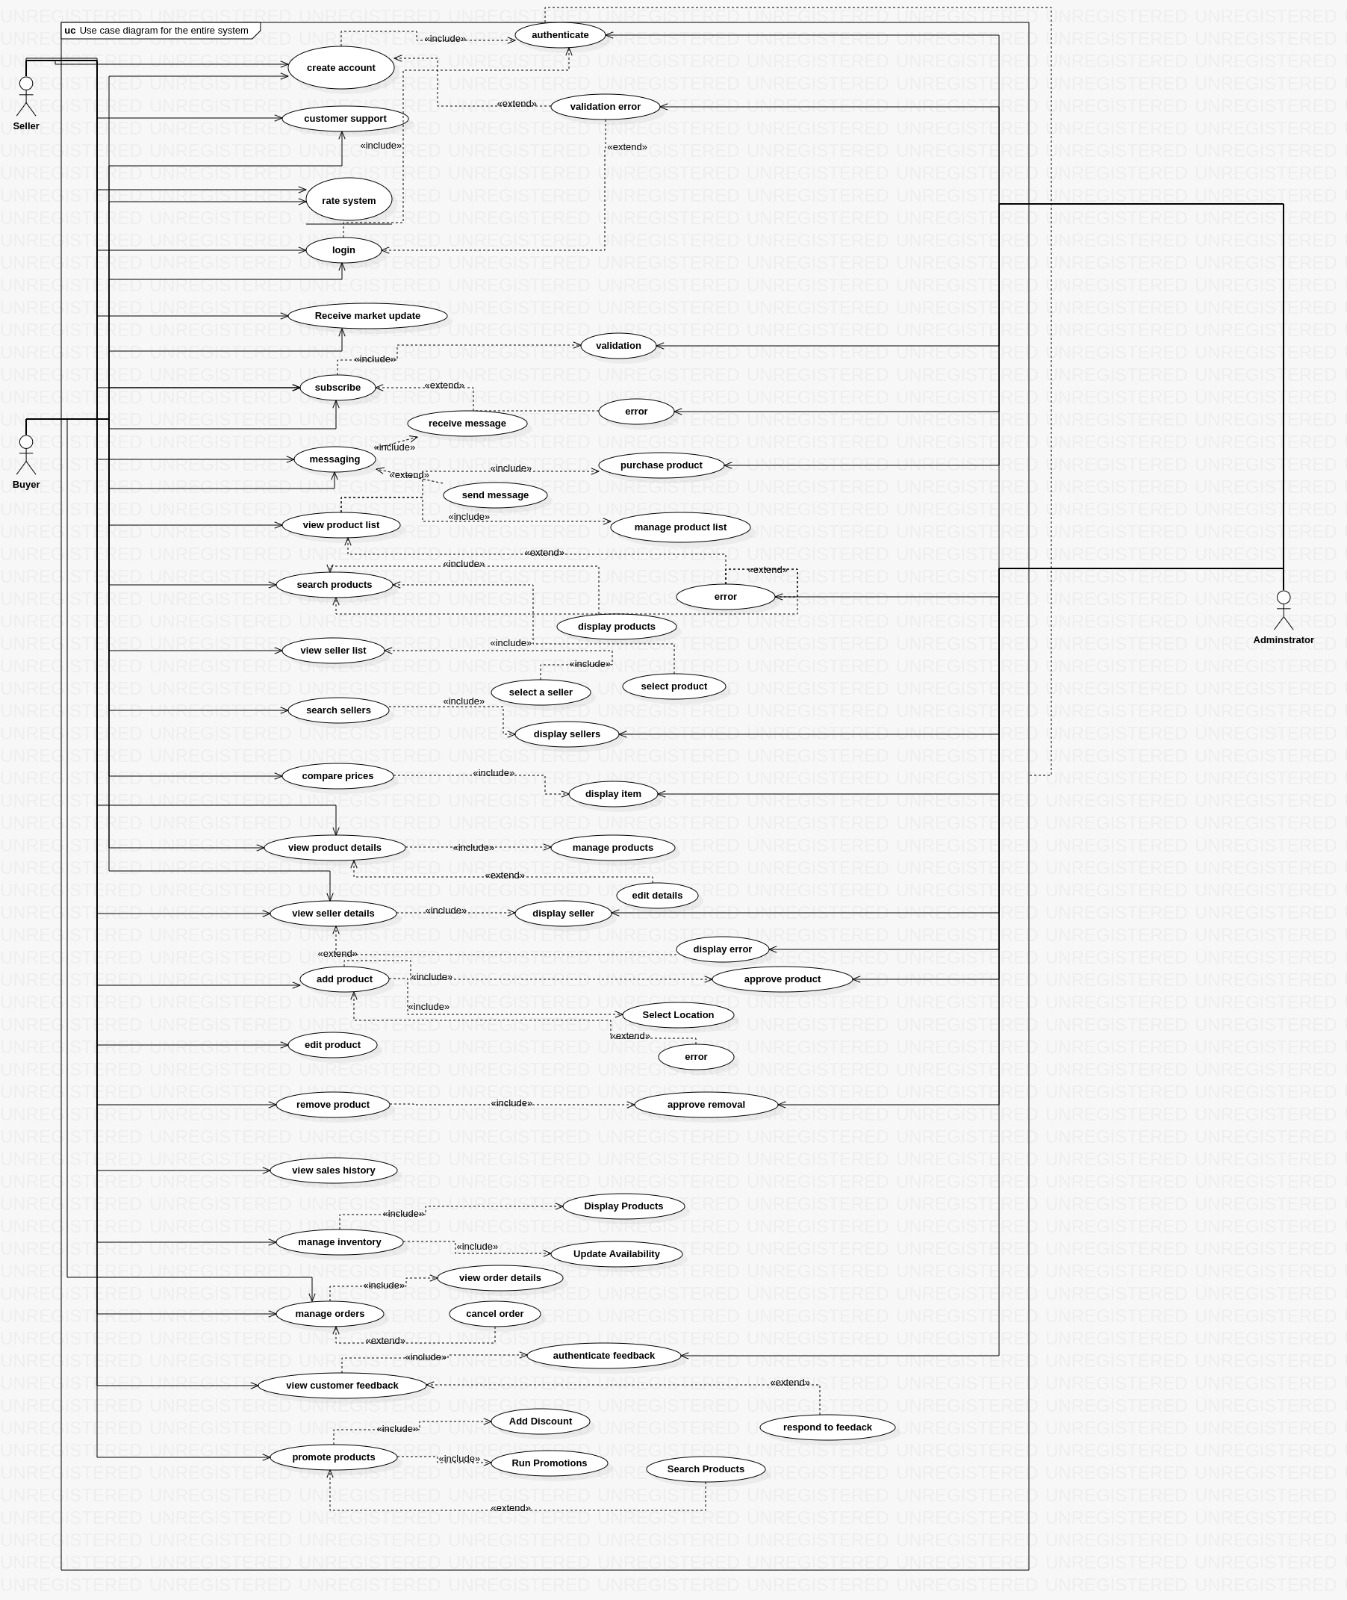 uc Use case diagram for the entire system
authenticate
«include»
create account
Seller
«extend»
validation error
customer support
«include»
«extend»
rate system
login
Receive market update
validation
«include»
subscribe
«extend»
error
receive message
Buyer
«include»
messaging
«include»
purchase product
«extend»
send message
«include»
view product list
manage product list
«extend»
«include»
«extend»
search products
error
display products
Adminstrator
«include»
view seller list
«include»
select a seller
select product
«include»
search sellers
display sellers
«include»
compare prices
display item
view product details
«include»
manage products
«extend»
edit details
view seller details
«include»
display seller
display error
«extend»
add product
«include»
approve product
«include»
Select Location
«extend»
edit product
error
remove product
«include»
approve removal
view sales history
Display Products
«include»
manage inventory
«include»
Update Availability
view order details
«include»
manage orders
cancel order
«extend»
«include»
authenticate feedback
view customer feedback
«extend»
Add Discount
«include»
respond to feedack
promote products
«include»
Run Promotions
Search Products
«extend»
UNREGISTERED